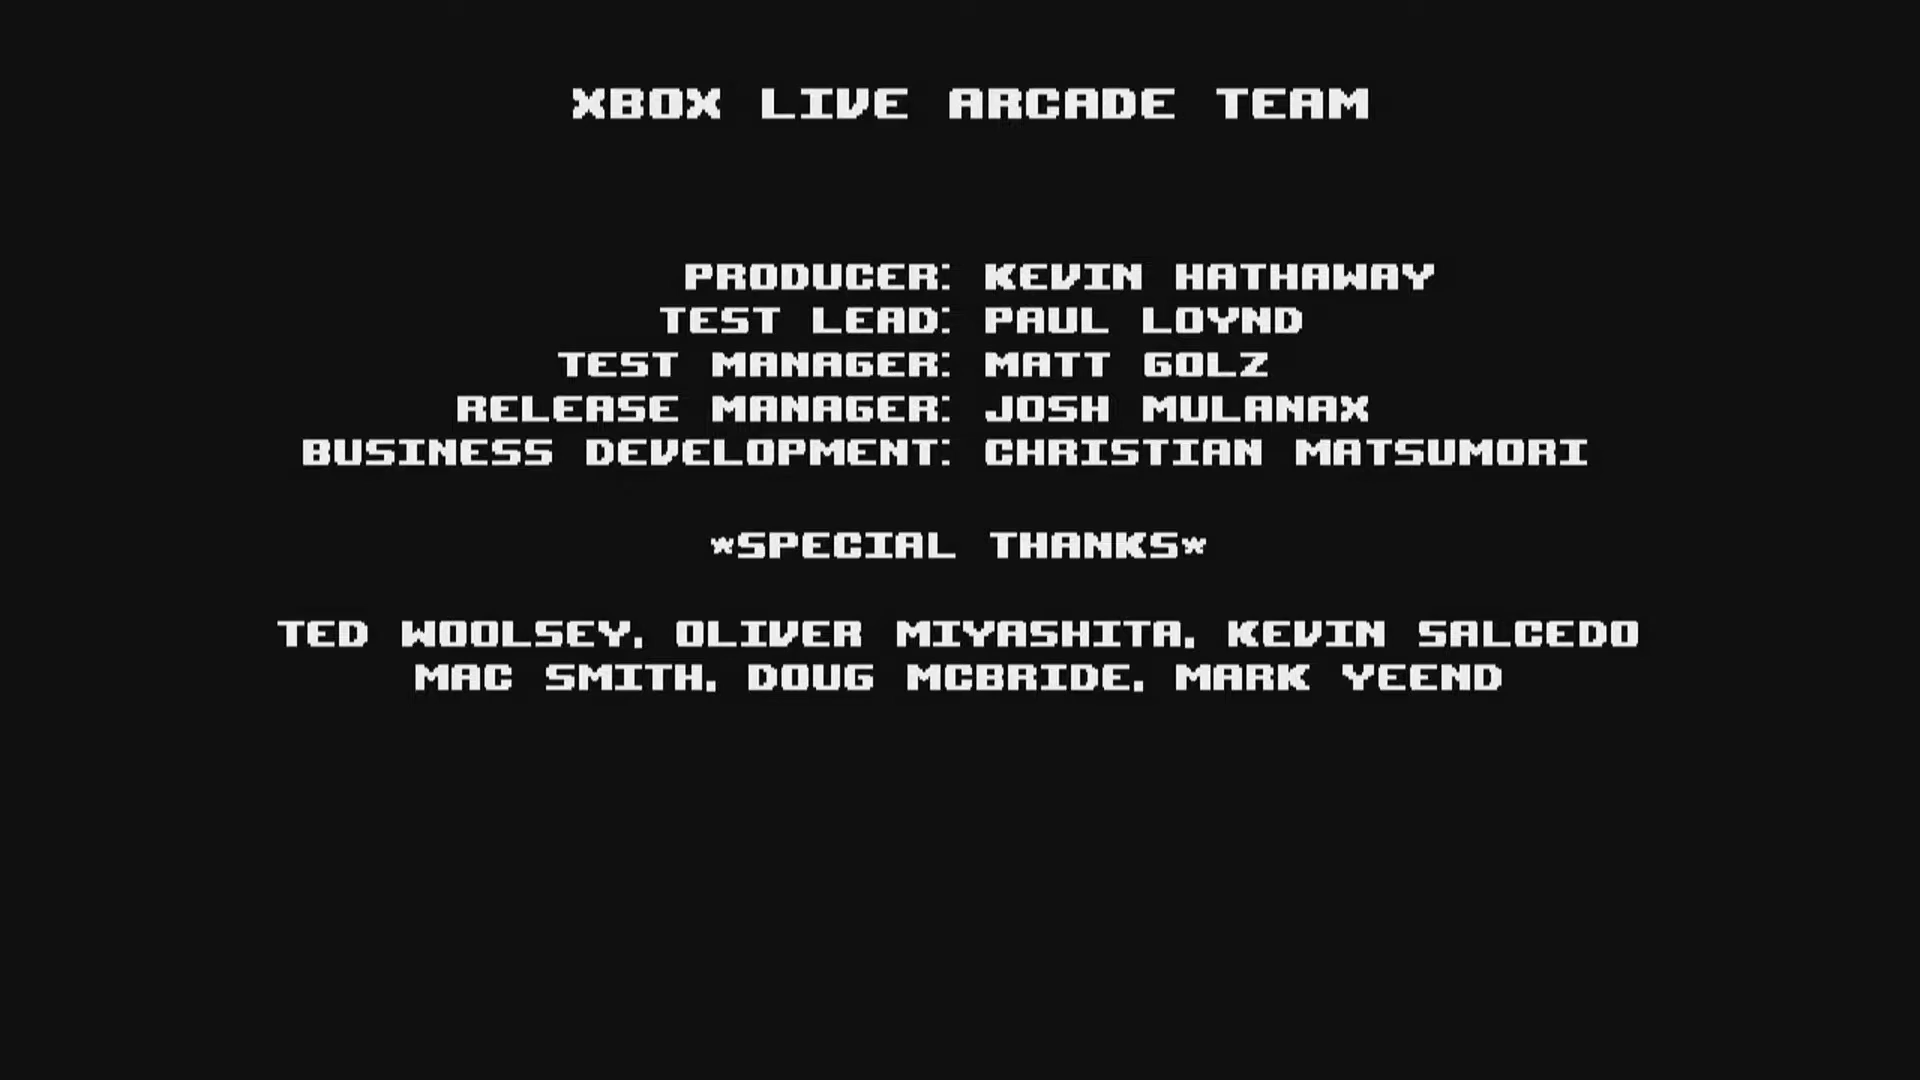 XBOX LIVE ARCADE TEAM
PRODUCER: KEVIN HATHAWAY
TEST LEAD: PAUL LOYND
TEST MANAGER: MATT GOLZ
RELEASE MANAGER: JOSH MULANAX
BUSINESS DEVELOPMENT: CHRISTIAN MATSUMORI
*SPECIAL THANKS*
TED WOOLSEY, OLIVER MIYASHITA, KEVIN SALCEDO
MAC SMITH, DOUG MCBRIDE, MARK YEEND